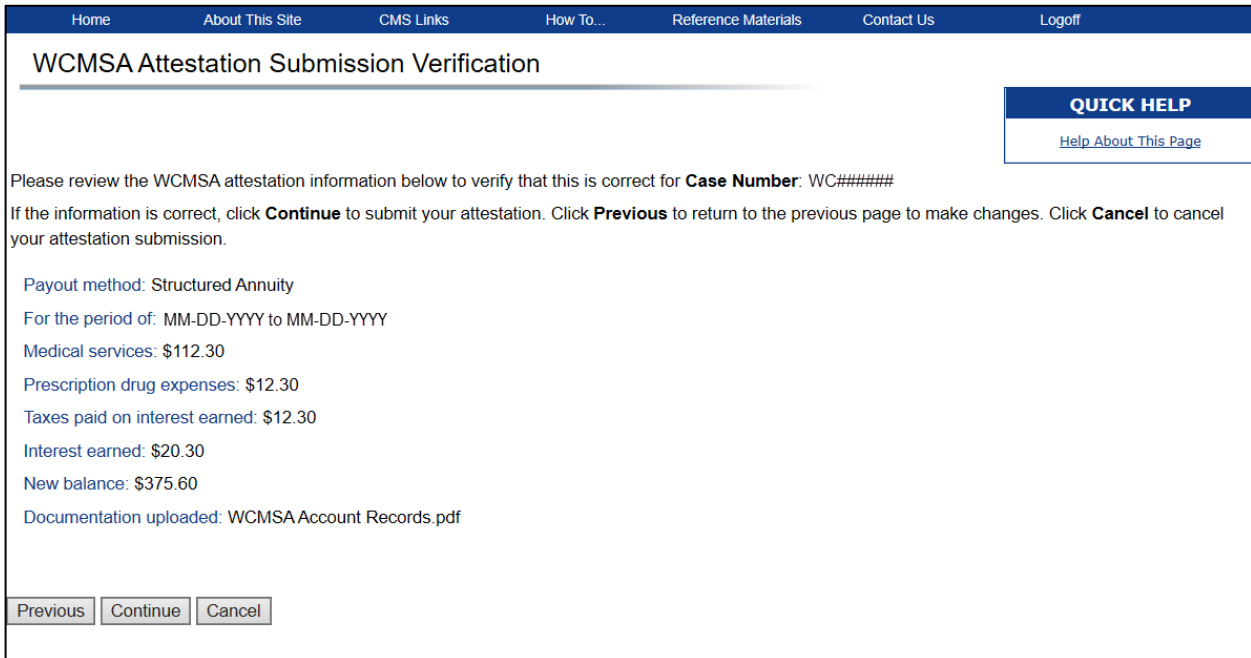 Home About This Site CMS Links How To... Reference Materials Contact Us Logoff
WCMSA Attestation Submission Verification
QUICK HELP
Help About This Page
Please review the WCMSA attestation information below to verify that this is correct for Case Number: WC######
If the information is correct, click Continue to submit your attestation. Click Previous to return to the previous page to make changes. Click Cancel to cancel
your attestation submission.
Payout method: Structured Annuity
For the period of: MM-DD-YYYY to MM-DD-YYYY
Medical services: $112.30
Prescription drug expenses: $12.30
Taxes paid on interest earned: $12.30
Interest earned: $20.30
New balance: $375.60
Documentation uploaded: WCMSA Account Records.pdf
Previous Continue Cancel